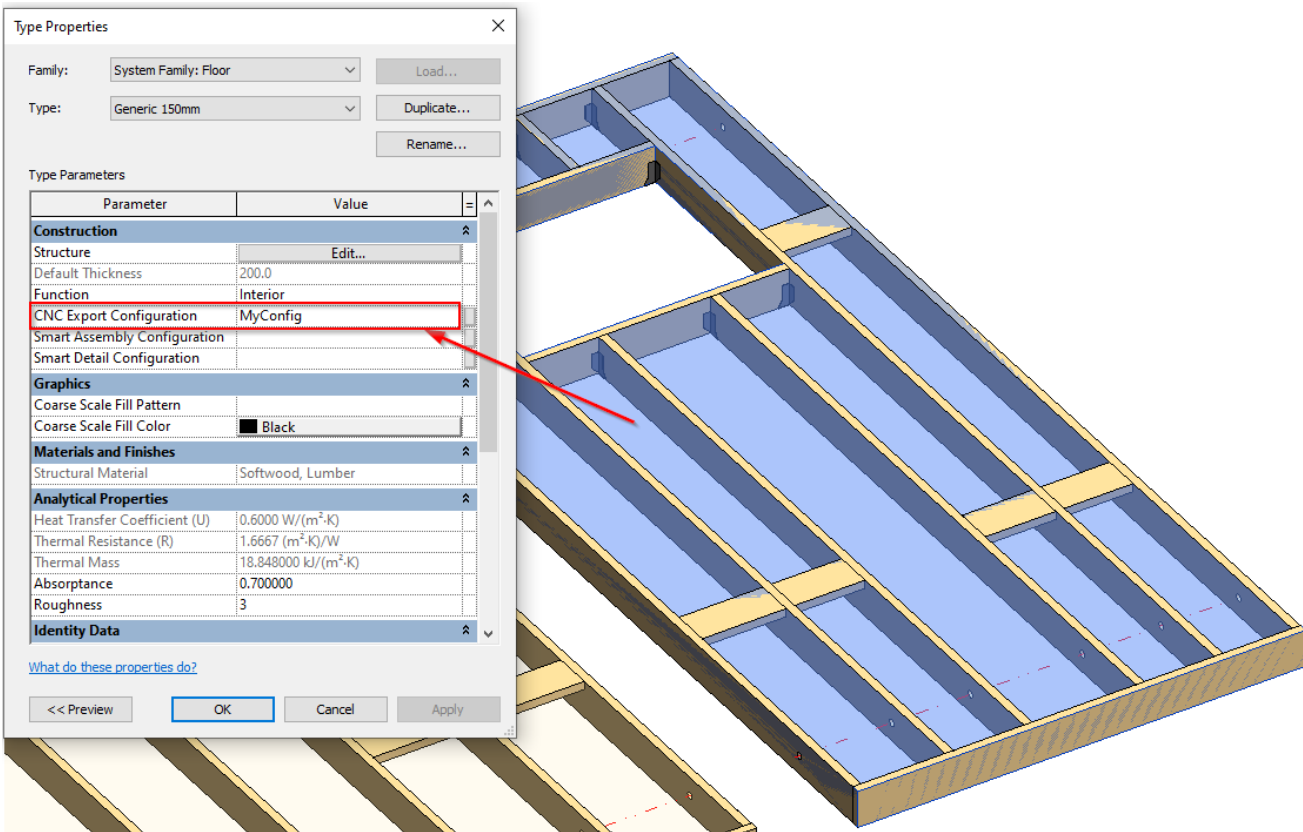 Type Properties
Family: System Family: Floor Load...
Type: Generic 150mm Duplicate...
Rename...
Type Parameters
Parameter Value =
Construction
Structure Edit...
Default Thickness 200.0
Function Interior
CNC Export Configuration MyConfig
Smart Assembly Configuration
Smart Detail Configuration
Graphics
Coarse Scale Fill Pattern
Coarse Scale Fill Color Black
Materials and Finishes
Structural Material Softwood, Lumber
Analytical Properties
Heat Transfer Coefficient (U) 0.6000 W/(m²·K)
Thermal Resistance (R) 1.6667 (m²·K)/W
Thermal Mass 18.848000 kJ/(m²·K)
Absorptance 0.700000
Roughness 3
Identity Data
What do these properties do?
<< Preview OK Cancel Apply